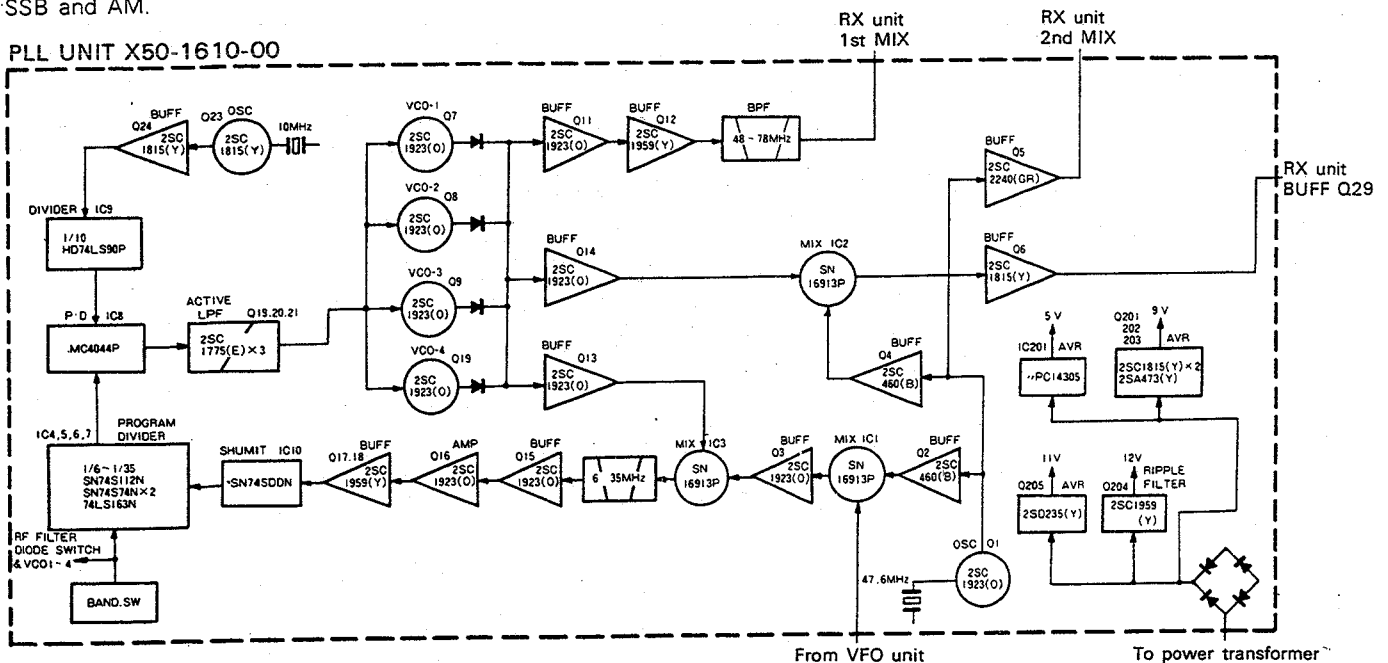 SSB and AM.
PLL UNIT X50-1610-00
RX unit
1st MIX
RX unit
2nd MIX
BUFF
Q24
2SC
1815(Y)
Q23 OSC
2SC
1815(Y)
10MHz
VCO-1
Q7
2SC
1923(O)
BUFF
Q11
2SC
1923(O)
BUFF
Q12
2SC
1959(Y)
BPF
48~78MHz
BUFF
Q5
2SC
2240(GR)
RX unit
BUFF Q29
DIVIDER IC9
1/10
HD74LS90P
VCO-2
Q8
2SC
1923(O)
BUFF
Q14
2SC
1923(O)
MIX IC2
SN
16913P
BUFF
Q6
2SC
1815(Y)
P·D IC8
MC4044P
ACTIVE
LPF
Q19.20.21
2SC
1775(E)×3
VCO-3
Q9
2SC
1923(O)
VCO-4
Q19
2SC
1923(O)
BUFF
Q13
2SC
1923(O)
BUFF
Q4
2SC
460(B)
5V
IC201
AVR
PC14305
Q201
202
203
9V
AVR
2SC1815(Y)×2
2SA473(Y)
IC4,5,6,7
PROGRAM
DIVIDER
1/6~1/35
SN74S112N
SN74S74N×2
74LS163N
SHUMIT IC10
SN74SDDN
BUFF
Q17.18
2SC
1959(Y)
AMP
Q16
2SC
1923(O)
BUFF
Q15
2SC
1923(O)
6 35MHz
MIX IC3
SN
16913P
BUFF
Q3
2SC
1923(O)
MIX IC1
SN
16913P
BUFF
Q2
2SC
460(B)
11V
Q205
AVR
2SD235(Y)
12V
Q204
RIPPLE
FILTER
2SC1959
(Y)
RF FILTER
DIODE SWITCH
& VCO1~4
BAND.SW
47.6MHz
OSC Q1
2SC
1923(O)
From VFO unit
To power transformer